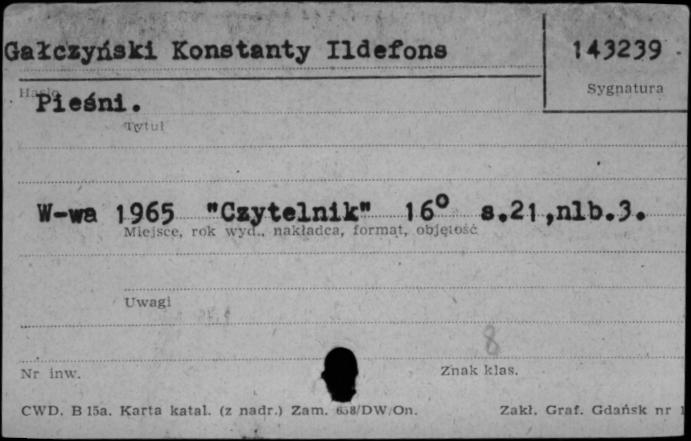 Gałczyński Konstanty Ildefons
143239
Hasło
Sygnatura
Pieśni.
Tytuł
W-wa 1965 "Czytelnik" 16° s.21,nlb.3.
Miejsce, rok wyd., nakładca, format, objętość
Uwagi
8
Nr inw.
Znak klas.
CWD. B 15a. Karta katal. (z nadr.) Zam. 658/DW/On.
Zakł. Graf. Gdańsk nr 1